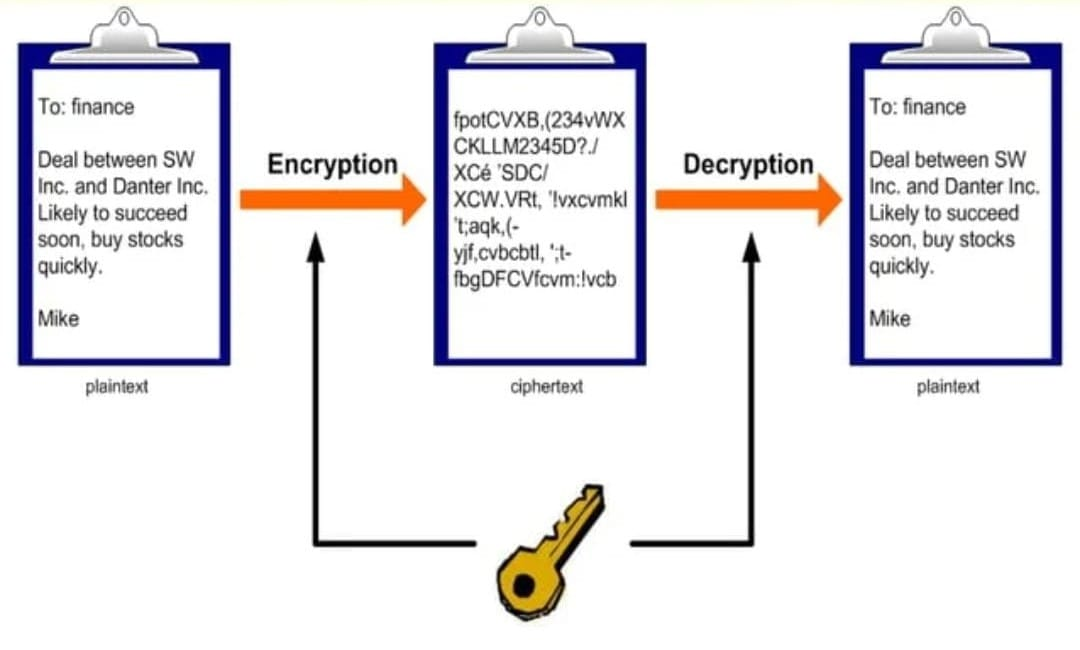 To: finance
Deal between SW
Inc. and Danter Inc.
Likely to succeed
soon, buy stocks
quickly.
Mike
plaintext
Encryption
fpotCVXB,(234vWX
CKLLM2345D?./
XCé 'SDC/
XCW.VRt, '!vxcvmkl
't;aqk,(-
yjf,cvbcbtl, ';t-
fbgDFCVfcvm:!vcb
ciphertext
Decryption
To: finance
Deal between SW
Inc. and Danter Inc.
Likely to succeed
soon, buy stocks
quickly.
Mike
plaintext